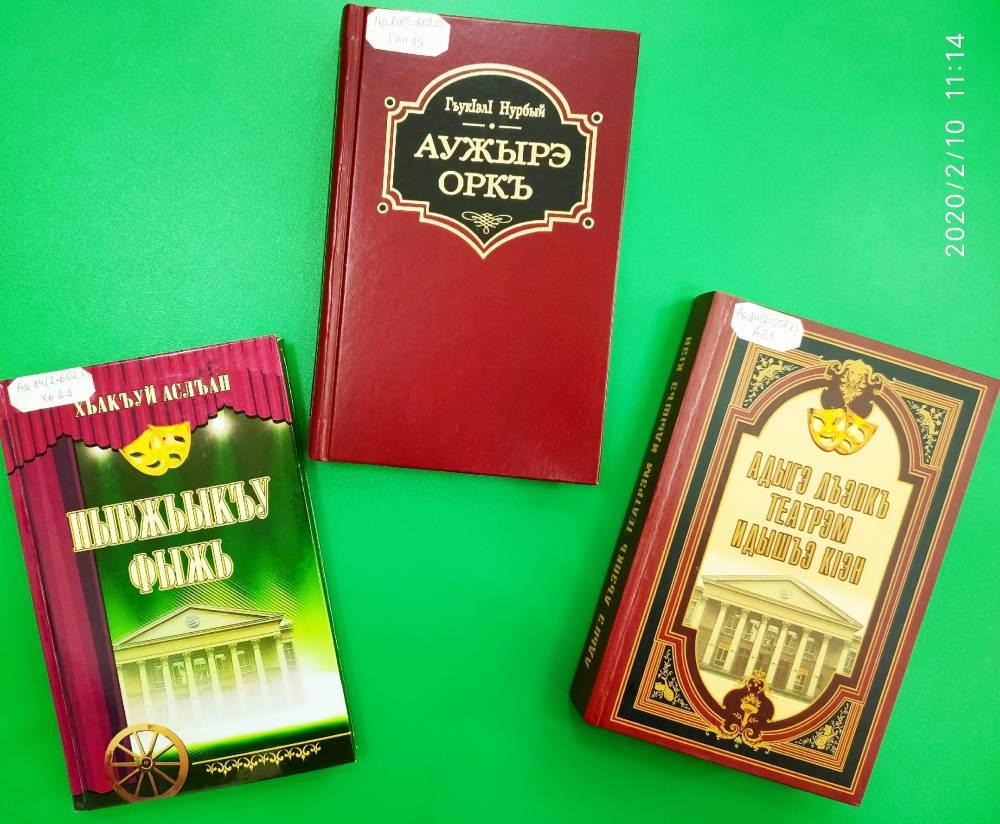 ГъукӀэлӀ Нурбый
АУЖЫРЭ
ОРКЪ
2020/2/10 11:14
ХЬАКЪУЙ АСЛЪАН
ФЫЖЬ
АДЫГЭ ЛЪЭПКЪ ТЕАТРЭМ ИДЫШЪЭ КӀЭН
А21
АДЫГЭ ЛЪЭПКЪ
ТЕАТРЭМ
ИДЫШЪЭ КӀЭН